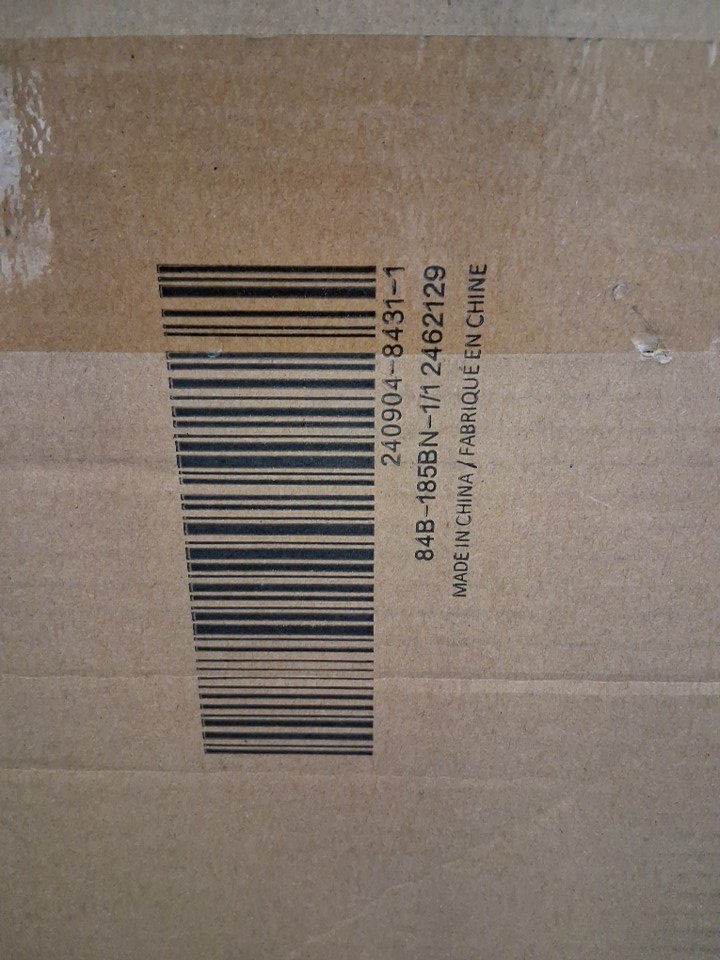 240904-8431-1
84B-185BN-1/1 2462129
MADE IN CHINA / FABRIQUÉ EN CHINE